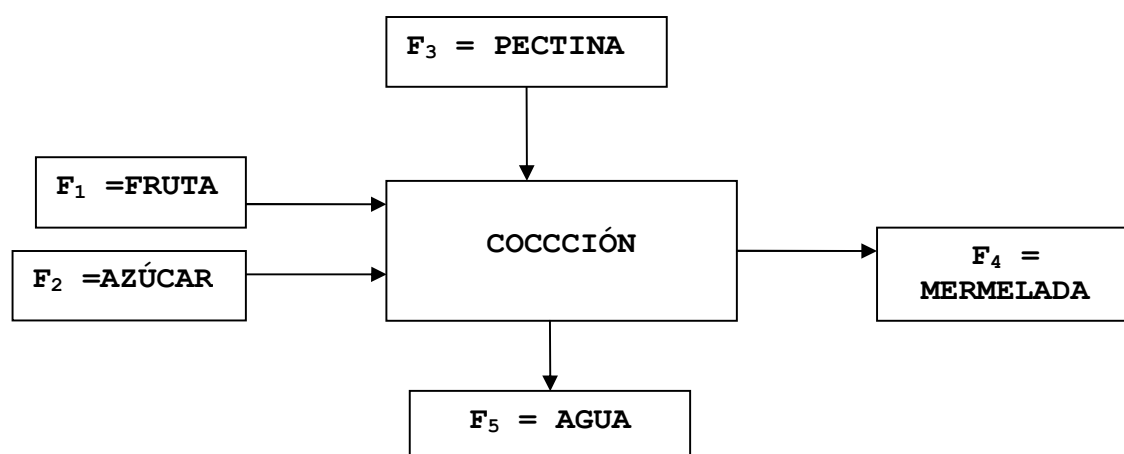 F₃ = PECTINA
F₁ =FRUTA
COCCCIÓN
F₂ =AZÚCAR
F₄ =
MERMELADA
F₅ = AGUA